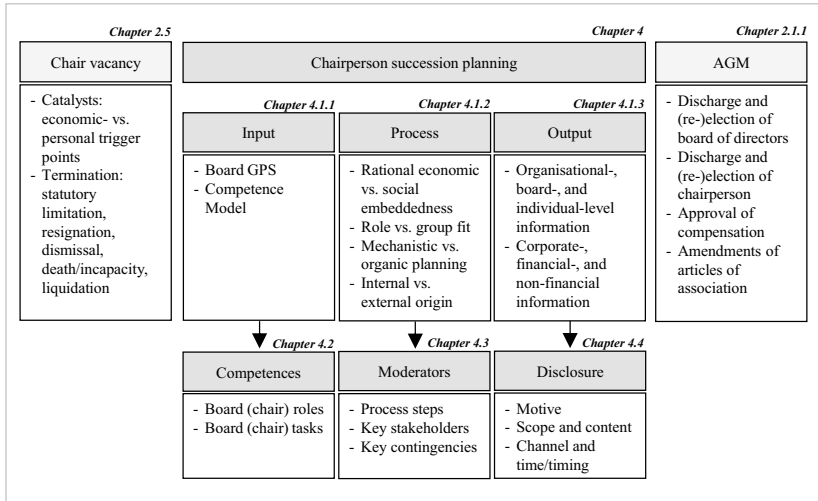 Chapter 2.5
Chair vacancy
- Catalysts:
economic- vs.
personal trigger
points
- Termination:
statutory
limitation,
resignation,
dismissal,
death/incapacity,
liquidation
Chapter 4
Chairperson succession planning
Chapter 4.1.1
Input
- Board GPS
- Competence
Model
Chapter 4.1.2
Process
- Rational economic
vs. social
embeddedness
- Role vs. group fit
- Mechanistic vs.
organic planning
- Internal vs.
external origin
Chapter 4.1.3
Output
- Organisational-,
board-, and
individual-level
information
- Corporate-,
financial-, and
non-financial
information
Chapter 2.1.1
AGM
- Discharge and
(re-)election of
board of directors
- Discharge and
(re-)election of
chairperson
- Approval of
compensation
- Amendments of
articles of
association
Chapter 4.2
Competences
- Board (chair) roles
- Board (chair) tasks
Chapter 4.3
Moderators
- Process steps
- Key stakeholders
- Key contingencies
Chapter 4.4
Disclosure
- Motive
- Scope and content
- Channel and
time/timing